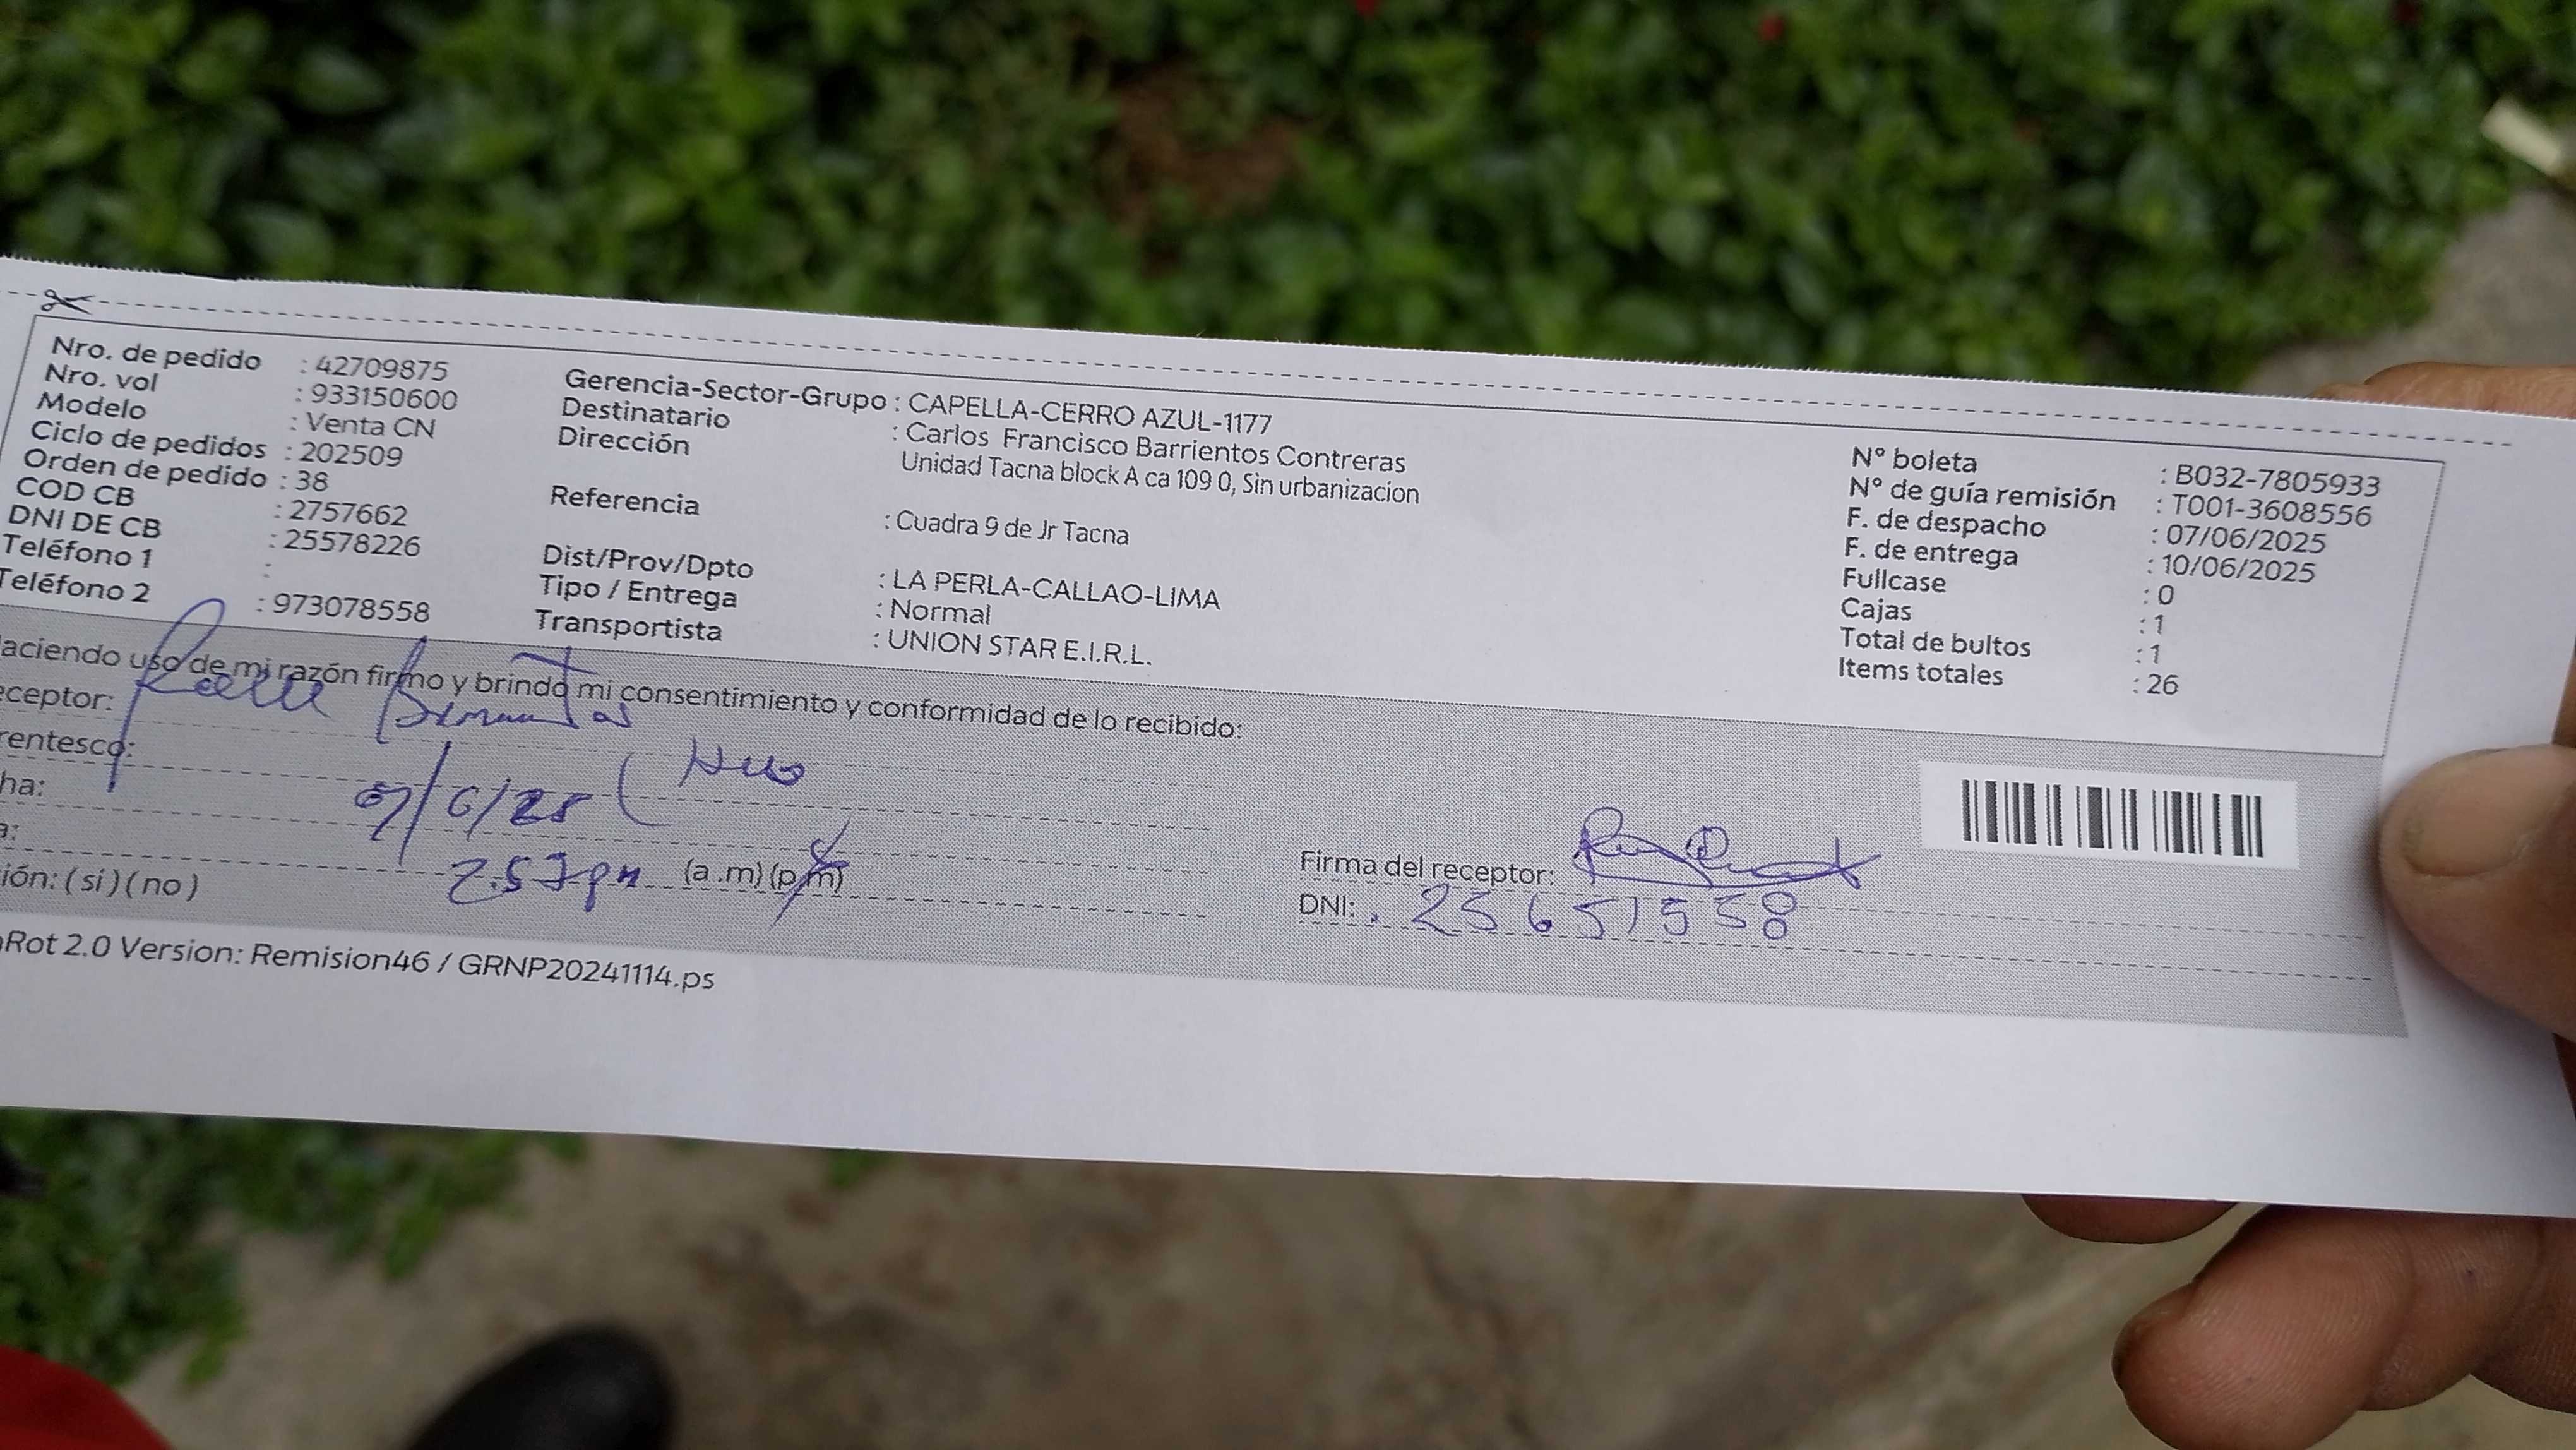 Nro. de pedido : 42709875
Nro. vol : 933150600
Modelo : Venta CN
Ciclo de pedidos : 202509
Orden de pedido : 38
COD CB : 2757662
DNI DE CB : 25578226
Teléfono 1 :
Teléfono 2 : 973078558
Gerencia-Sector-Grupo : CAPELLA-CERRO AZUL-1177
Destinatario : Carlos Francisco Barrientos Contreras
Dirección Unidad Tacna block A ca 109 0, Sin urbanizacion
Referencia : Cuadra 9 de Jr Tacna
Dist/Prov/Dpto : LA PERLA-CALLAO-LIMA
Tipo / Entrega : Normal
Transportista : UNION STAR E.I.R.L.
N° boleta : B032-7805933
N° de guía remisión : T001-3608556
F. de despacho : 07/06/2025
F. de entrega : 10/06/2025
Fullcase : 0
Cajas : 1
Total de bultos : 1
Items totales : 26
aciendo uso de mi razón firmo y brindo mi consentimiento y conformidad de lo recibido:
eceptor:
rentesco:
ha: 07/6/25
a: 2.57 pm (a.m) (p.m)
ión: (si) (no)
Firma del receptor:
DNI: 25651558
Rot 2.0 Version: Remision46 / GRNP20241114.ps